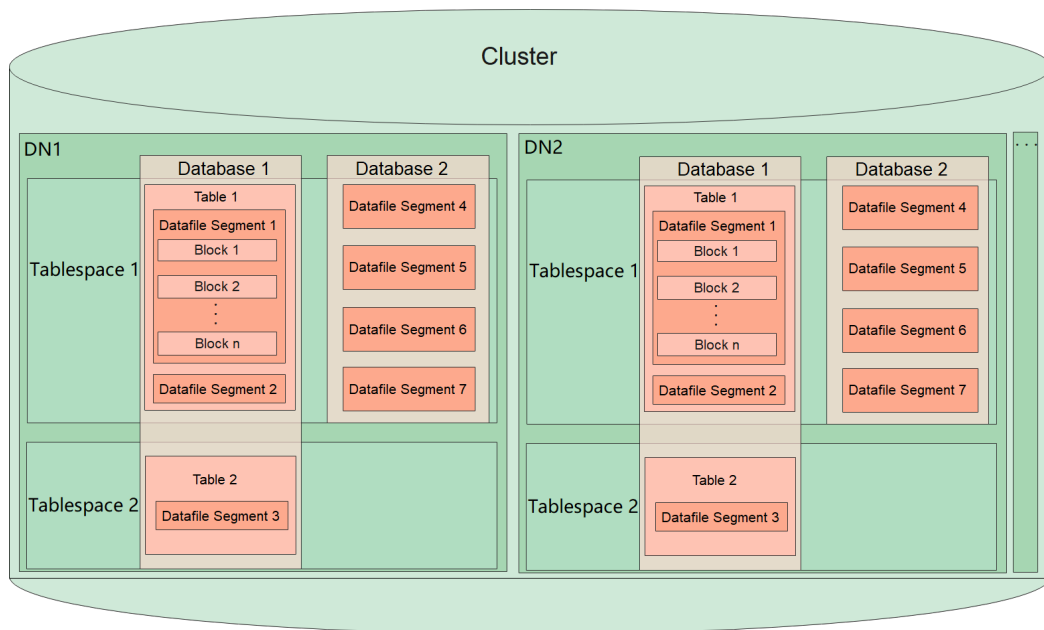 Cluster
DN1
Database 1
Database 2
Tablespace 1
Table 1
Datafile Segment 1
Block 1
Block 2
...
Block n
Datafile Segment 2
Datafile Segment 4
Datafile Segment 5
Datafile Segment 6
Datafile Segment 7
Tablespace 2
Table 2
Datafile Segment 3
DN2
Database 1
Database 2
Tablespace 1
Table 1
Datafile Segment 1
Block 1
Block 2
...
Block n
Datafile Segment 2
Datafile Segment 4
Datafile Segment 5
Datafile Segment 6
Datafile Segment 7
Tablespace 2
Table 2
Datafile Segment 3
...